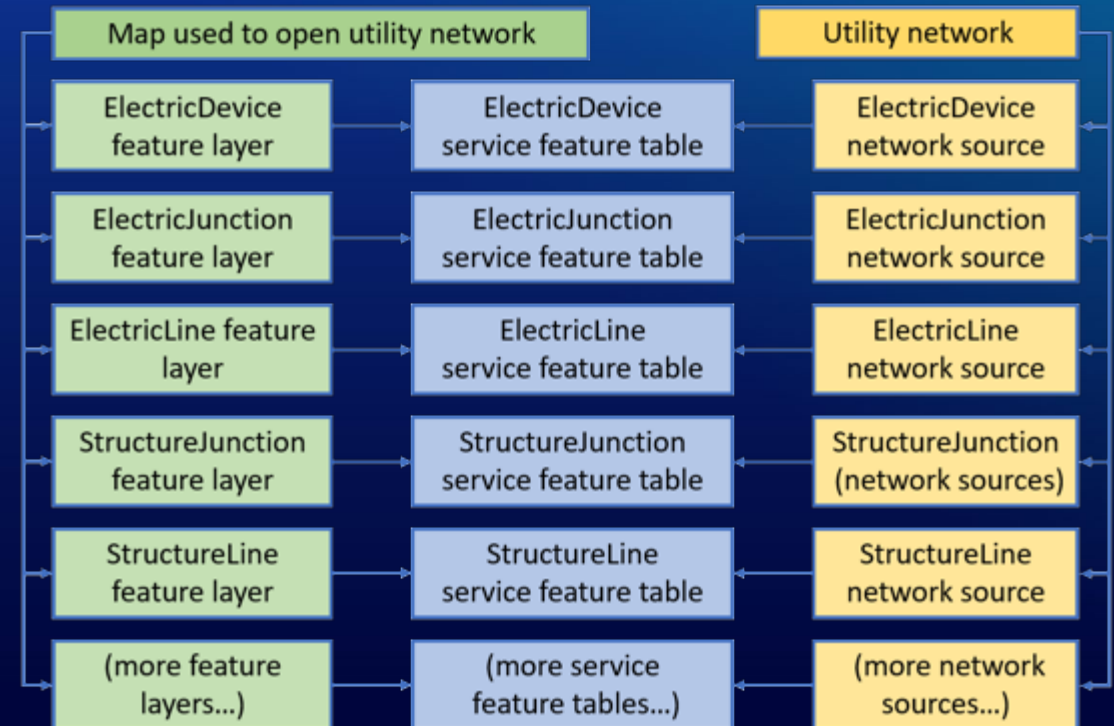 Map used to open utility network
Utility network
ElectricDevice
feature layer
ElectricDevice
service feature table
ElectricDevice
network source
ElectricJunction
feature layer
ElectricJunction
service feature table
ElectricJunction
network source
ElectricLine feature
layer
ElectricLine
service feature table
ElectricLine
network source
StructureJunction
feature layer
StructureJunction
service feature table
StructureJunction
(network sources)
StructureLine
feature layer
StructureLine
service feature table
StructureLine
network source
(more feature
layers...)
(more service
feature tables...)
(more network
sources...)